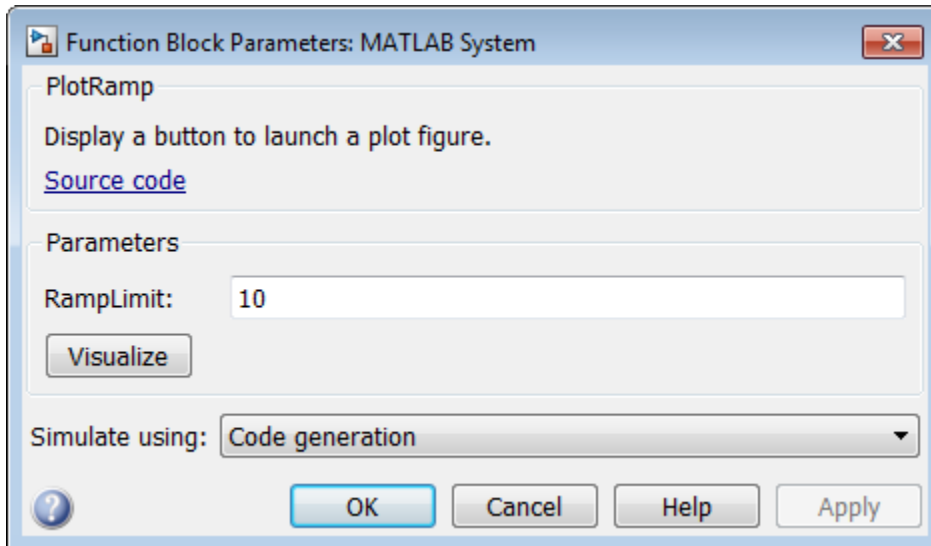 Function Block Parameters: MATLAB System
PlotRamp
Display a button to launch a plot figure.
Source code
Parameters
RampLimit: 10
Visualize
Simulate using: Code generation
? OK Cancel Help Apply